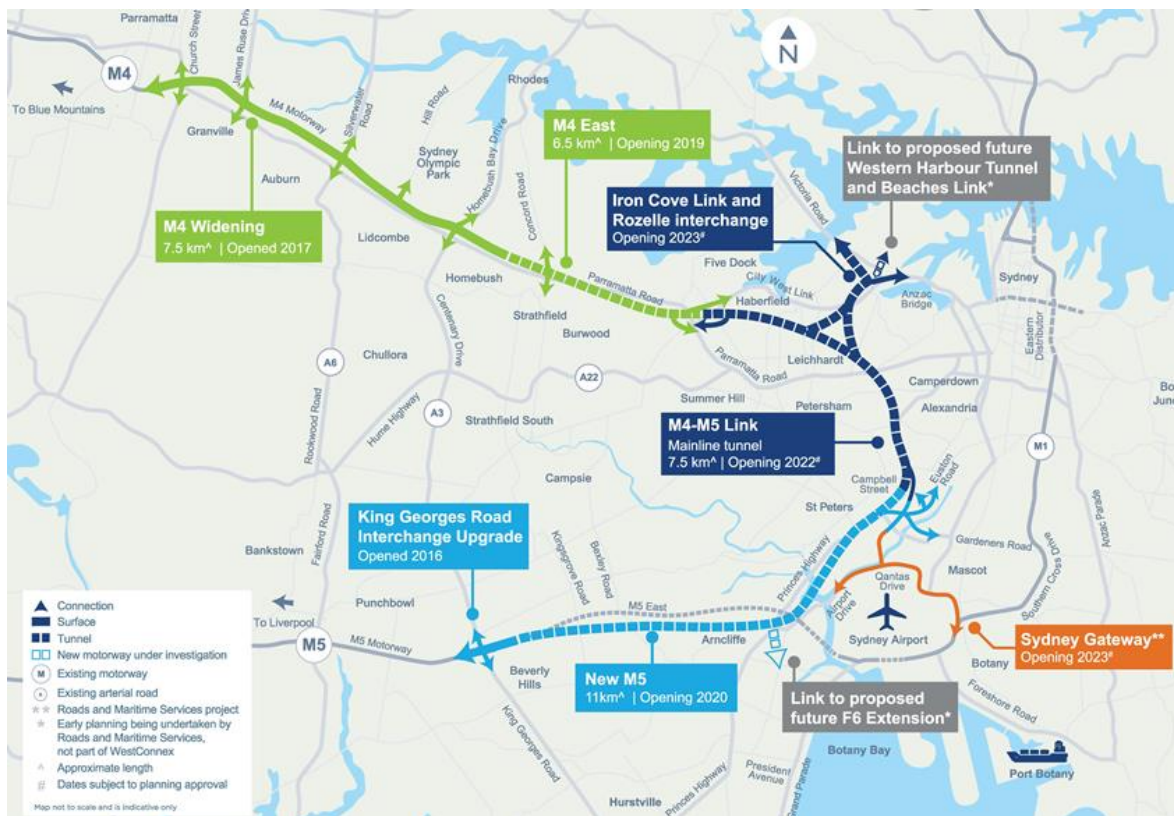 Parramatta
Church Street
James Ruse Drive
M4
To Blue Mountains
M4 Motorway
Granville
Silverwater Road
Hill Road
Rhodes
Sydney
Olympic
Park
Homebush Bay Drive
Auburn
M4 East
6.5 km^ | Opening 2019
Concord Road
Victoria Road
Link to proposed future
Western Harbour Tunnel
and Beaches Link*
Iron Cove Link and
Rozelle interchange
Opening 2023#
M4 Widening
7.5 km^ | Opened 2017
Lidcombe
Homebush
Five Dock
City West Link
Sydney
Parramatta Road
Haberfield
Anzac
Bridge
Eastern
Distributor
Strathfield
Burwood
Centenary Drive
A6
Chullora
Leichhardt
Parramatta Road
A22
Camperdown
Summer Hill
Alexandria
Hume Highway
A3
Strathfield South
Petersham
Rookwood Road
M4-M5 Link
Mainline tunnel
7.5 km^ | Opening 2022#
M1
Euston
Road
Campsie
Campbell
Street
St Peters
Anzac Parade
King Georges Road
Interchange Upgrade
Opened 2016
Fairford Road
Bankstown
Gardeners Road
Kingsgrove Road
Bexley Road
Princes Highway
Mascot
Qantas
Drive
Southern Cross Drive
Airport
Drive
Punchbowl
M5 East
Connection
Surface
Tunnel
New motorway under investigation
M Existing motorway
Existing arterial road
** Roads and Maritime Services project
* Early planning being undertaken by
Roads and Maritime Services,
not part of WestConnex
^ Approximate length
# Dates subject to planning approval
Map not to scale and is indicative only
To Liverpool
M5
M5 Motorway
Arncliffe
Sydney Airport
Sydney Gateway**
Opening 2023#
Botany
Beverly
Hills
New M5
11km^ | Opening 2020
Link to proposed
future F6 Extension*
Foreshore Road
King Georges Road
Botany Bay
Port Botany
President
Avenue
Princes Highway
Grand Parade
Hurstville
N
Bo
Jun